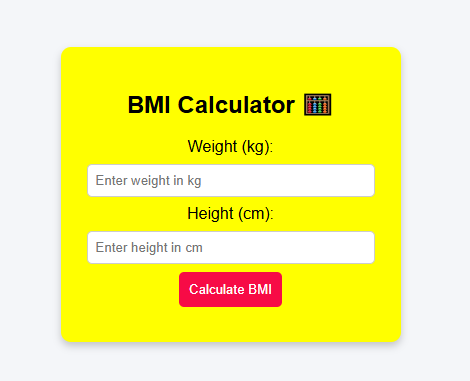 BMI Calculator 🧮
Weight (kg):
Enter weight in kg
Height (cm):
Enter height in cm
Calculate BMI